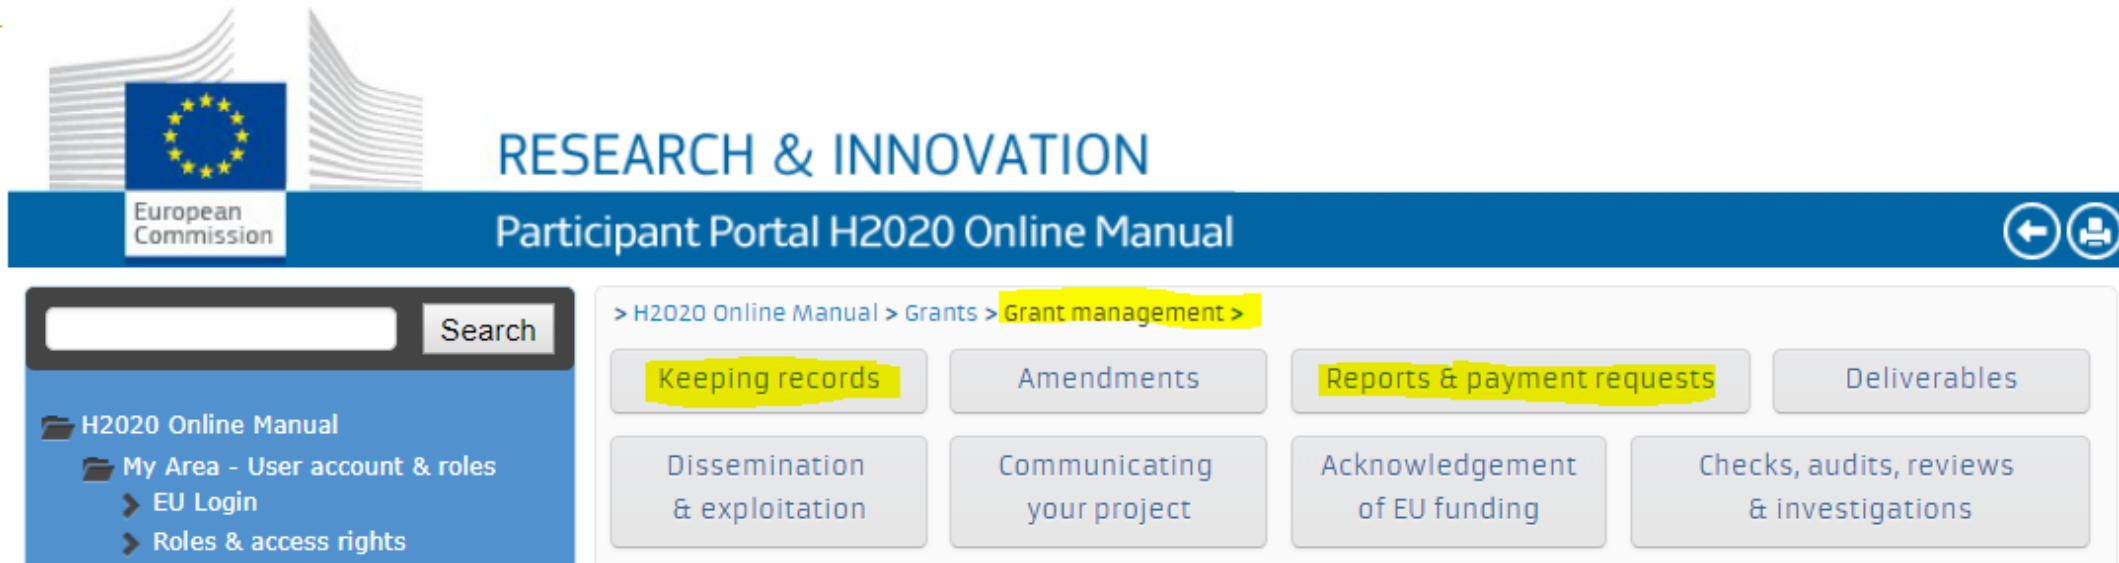 RESEARCH & INNOVATION
European
Commission
Participant Portal H2020 Online Manual
Search
> H2020 Online Manual > Grants > Grant management >
Keeping records
Amendments
Reports & payment requests
Deliverables
Dissemination
& exploitation
Communicating
your project
Acknowledgement
of EU funding
Checks, audits, reviews
& investigations
H2020 Online Manual
My Area - User account & roles
EU Login
Roles & access rights